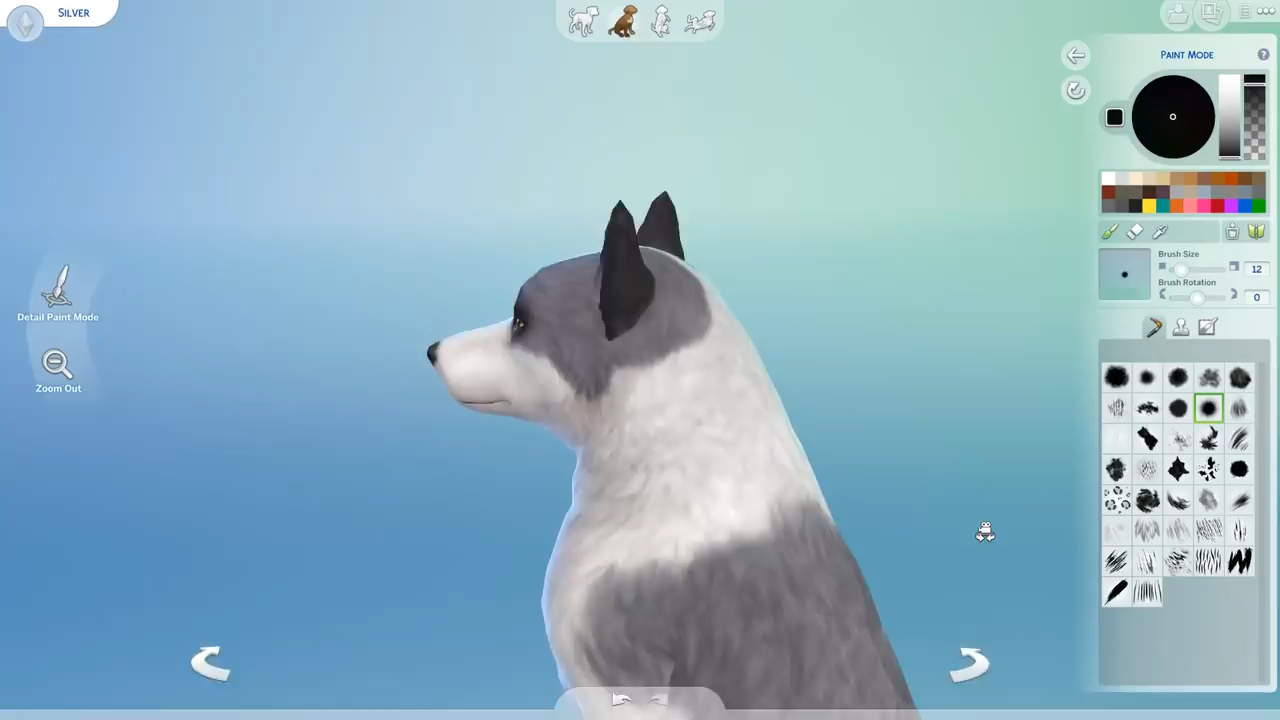 Silver
Paint Mode
?
Brush Size
12
Brush Rotation
0
Detail Paint Mode
Zoom Out